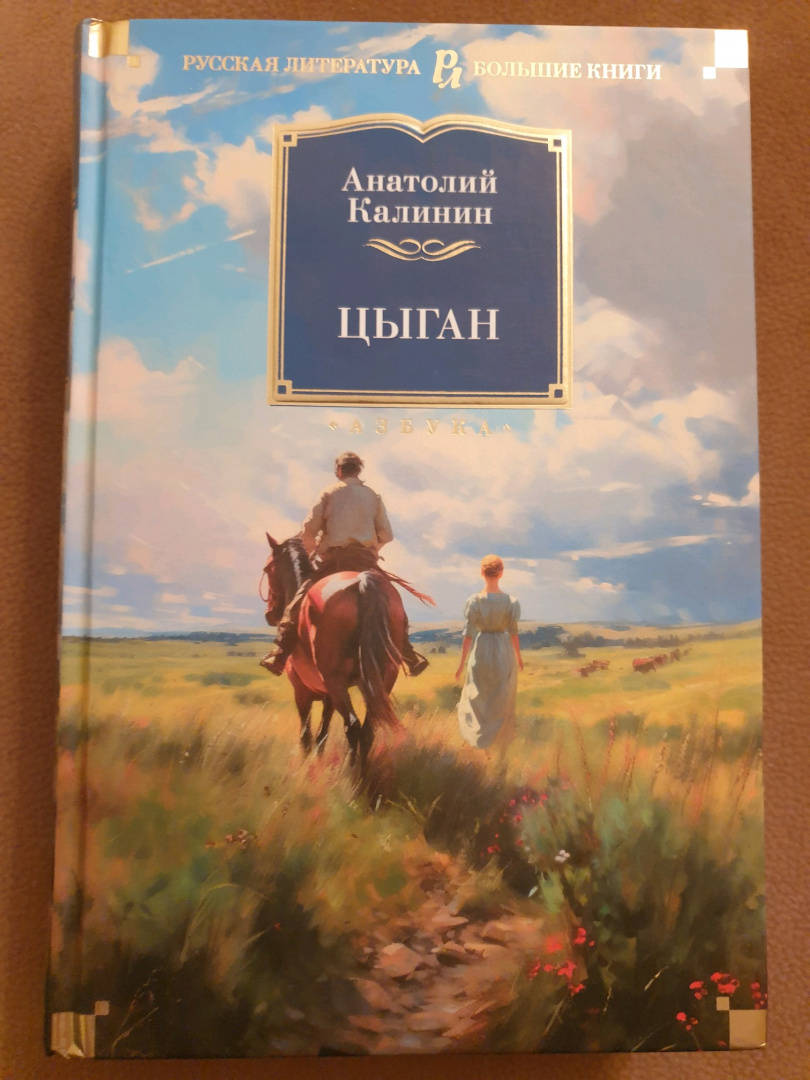 РУССКАЯ ЛИТЕРАТУРА РЛ БОЛЬШИЕ КНИГИ
Анатолий
Калинин
ЦЫГАН
«АЗБУКА»